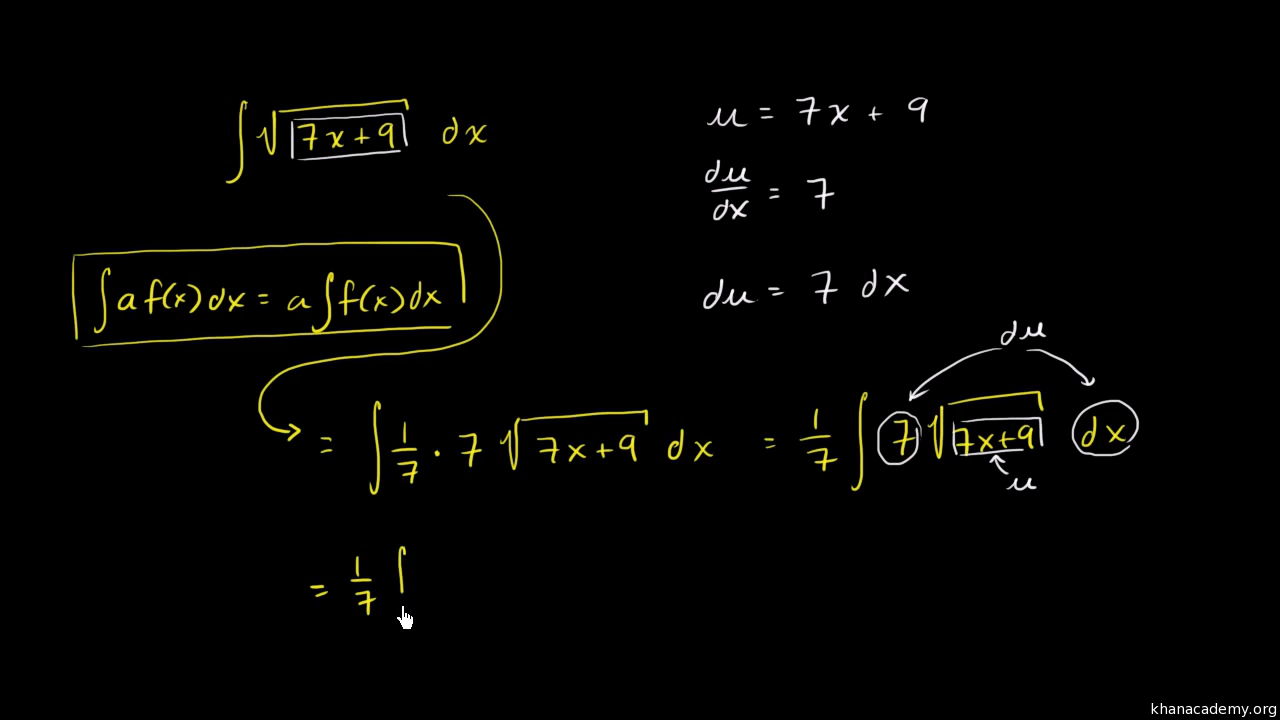 ∫√7x+9 dx
u = 7x + 9
du/dx = 7
∫a f(x)dx = a∫f(x)dx
du = 7 dx
du
= ∫1/7 · 7 √7x+9 dx = 1/7 ∫ 7 √7x+9 dx
u
= 1/7 ∫
khanacademy.org